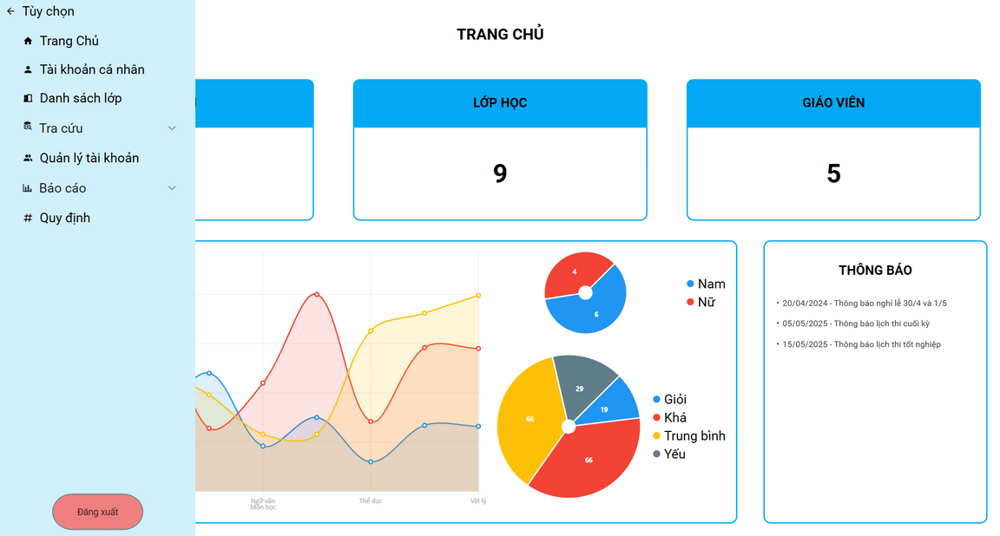 Tùy chọn
Trang Chủ
Tài khoản cá nhân
Danh sách lớp
Tra cứu
Quản lý tài khoản
Báo cáo
Quy định
Đăng xuất
TRANG CHỦ
LỚP HỌC
GIÁO VIÊN
9
5
4
6
Nam
Nữ
29
19
66
66
Giỏi
Khá
Trung bình
Yếu
Ngữ văn
Thể dục
Vật lý
Môn học
THÔNG BÁO
• 20/04/2024 - Thông báo nghỉ lễ 30/4 và 1/5
• 05/05/2025 - Thông báo lịch thi cuối kỳ
• 15/05/2025 - Thông báo lịch thi tốt nghiệp